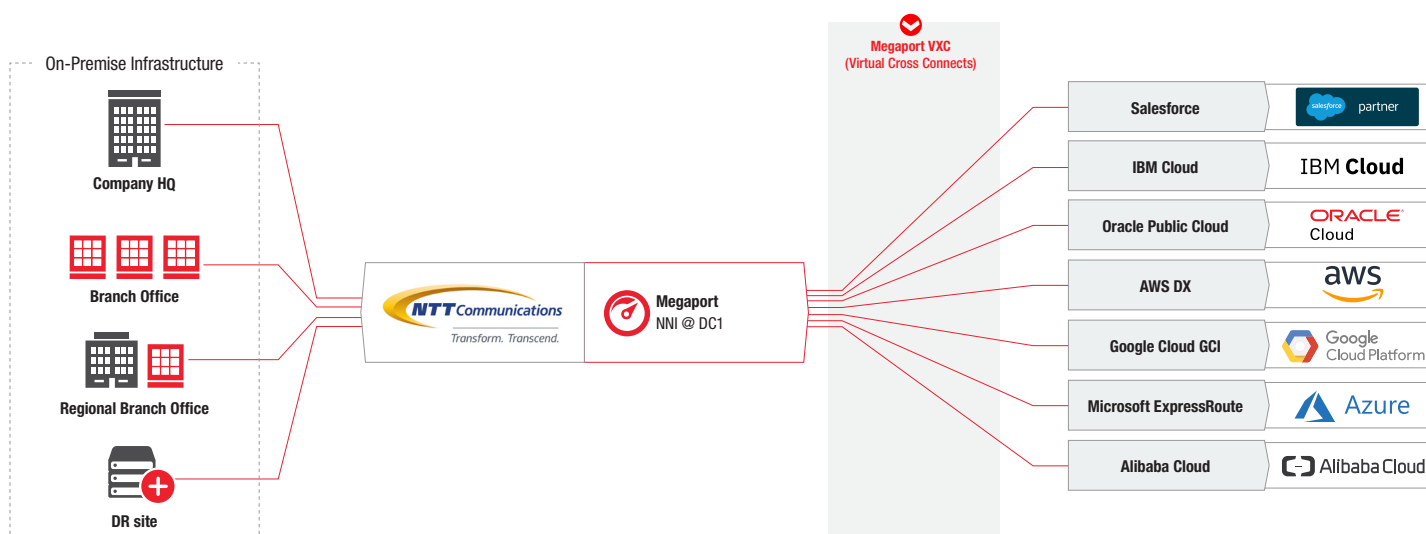 On-Premise Infrastructure
Company HQ
Branch Office
Regional Branch Office
DR site
NTT Communications
Transform. Transcend.
Megaport
NNI @ DC1
Megaport VXC
(Virtual Cross Connects)
Salesforce
salesforce partner
IBM Cloud
IBM Cloud
Oracle Public Cloud
ORACLE®
Cloud
AWS DX
aws
Google Cloud GCI
Google
Cloud Platform
Microsoft ExpressRoute
Azure
Alibaba Cloud
Alibaba Cloud